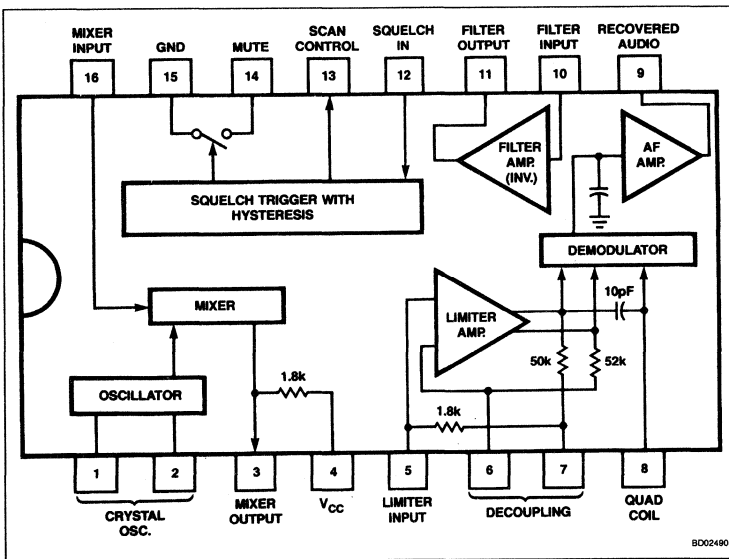 MIXER INPUT
GND
MUTE
SCAN CONTROL
SQUELCH IN
FILTER OUTPUT
FILTER INPUT
RECOVERED AUDIO
16
15
14
13
12
11
10
9
FILTER AMP. (INV.)
AF AMP.
SQUELCH TRIGGER WITH HYSTERESIS
DEMODULATOR
MIXER
LIMITER AMP.
10pF
50k
52k
1.8k
OSCILLATOR
1.8k
1
2
3
4
5
6
7
8
CRYSTAL OSC.
MIXER OUTPUT
VCC
LIMITER INPUT
DECOUPLING
QUAD COIL
BD02490